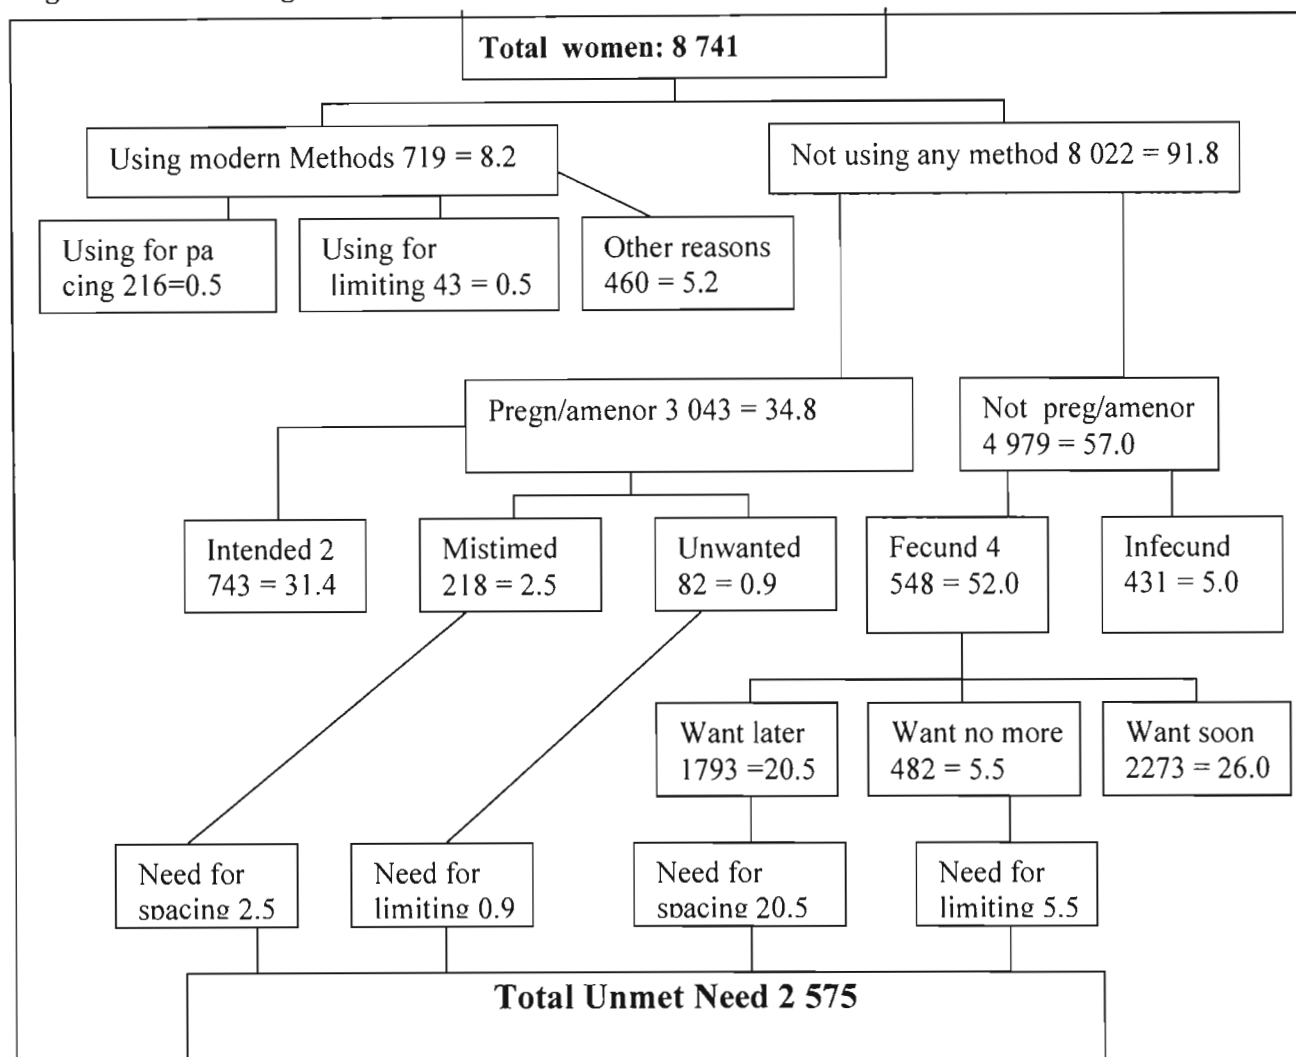 Total women: 8 741
Using modern Methods 719 = 8.2
Not using any method 8 022 = 91.8
Using for pa
cing 216=0.5
Using for
limiting 43 = 0.5
Other reasons
460 = 5.2
Pregn/amenor 3 043 = 34.8
Not preg/amenor
4 979 = 57.0
Intended 2
743 = 31.4
Mistimed
218 = 2.5
Unwanted
82 = 0.9
Fecund 4
548 = 52.0
Infecund
431 = 5.0
Want later
1793 =20.5
Want no more
482 = 5.5
Want soon
2273 = 26.0
Need for
spacing 2.5
Need for
limiting 0.9
Need for
spacing 20.5
Need for
limiting 5.5
Total Unmet Need 2 575